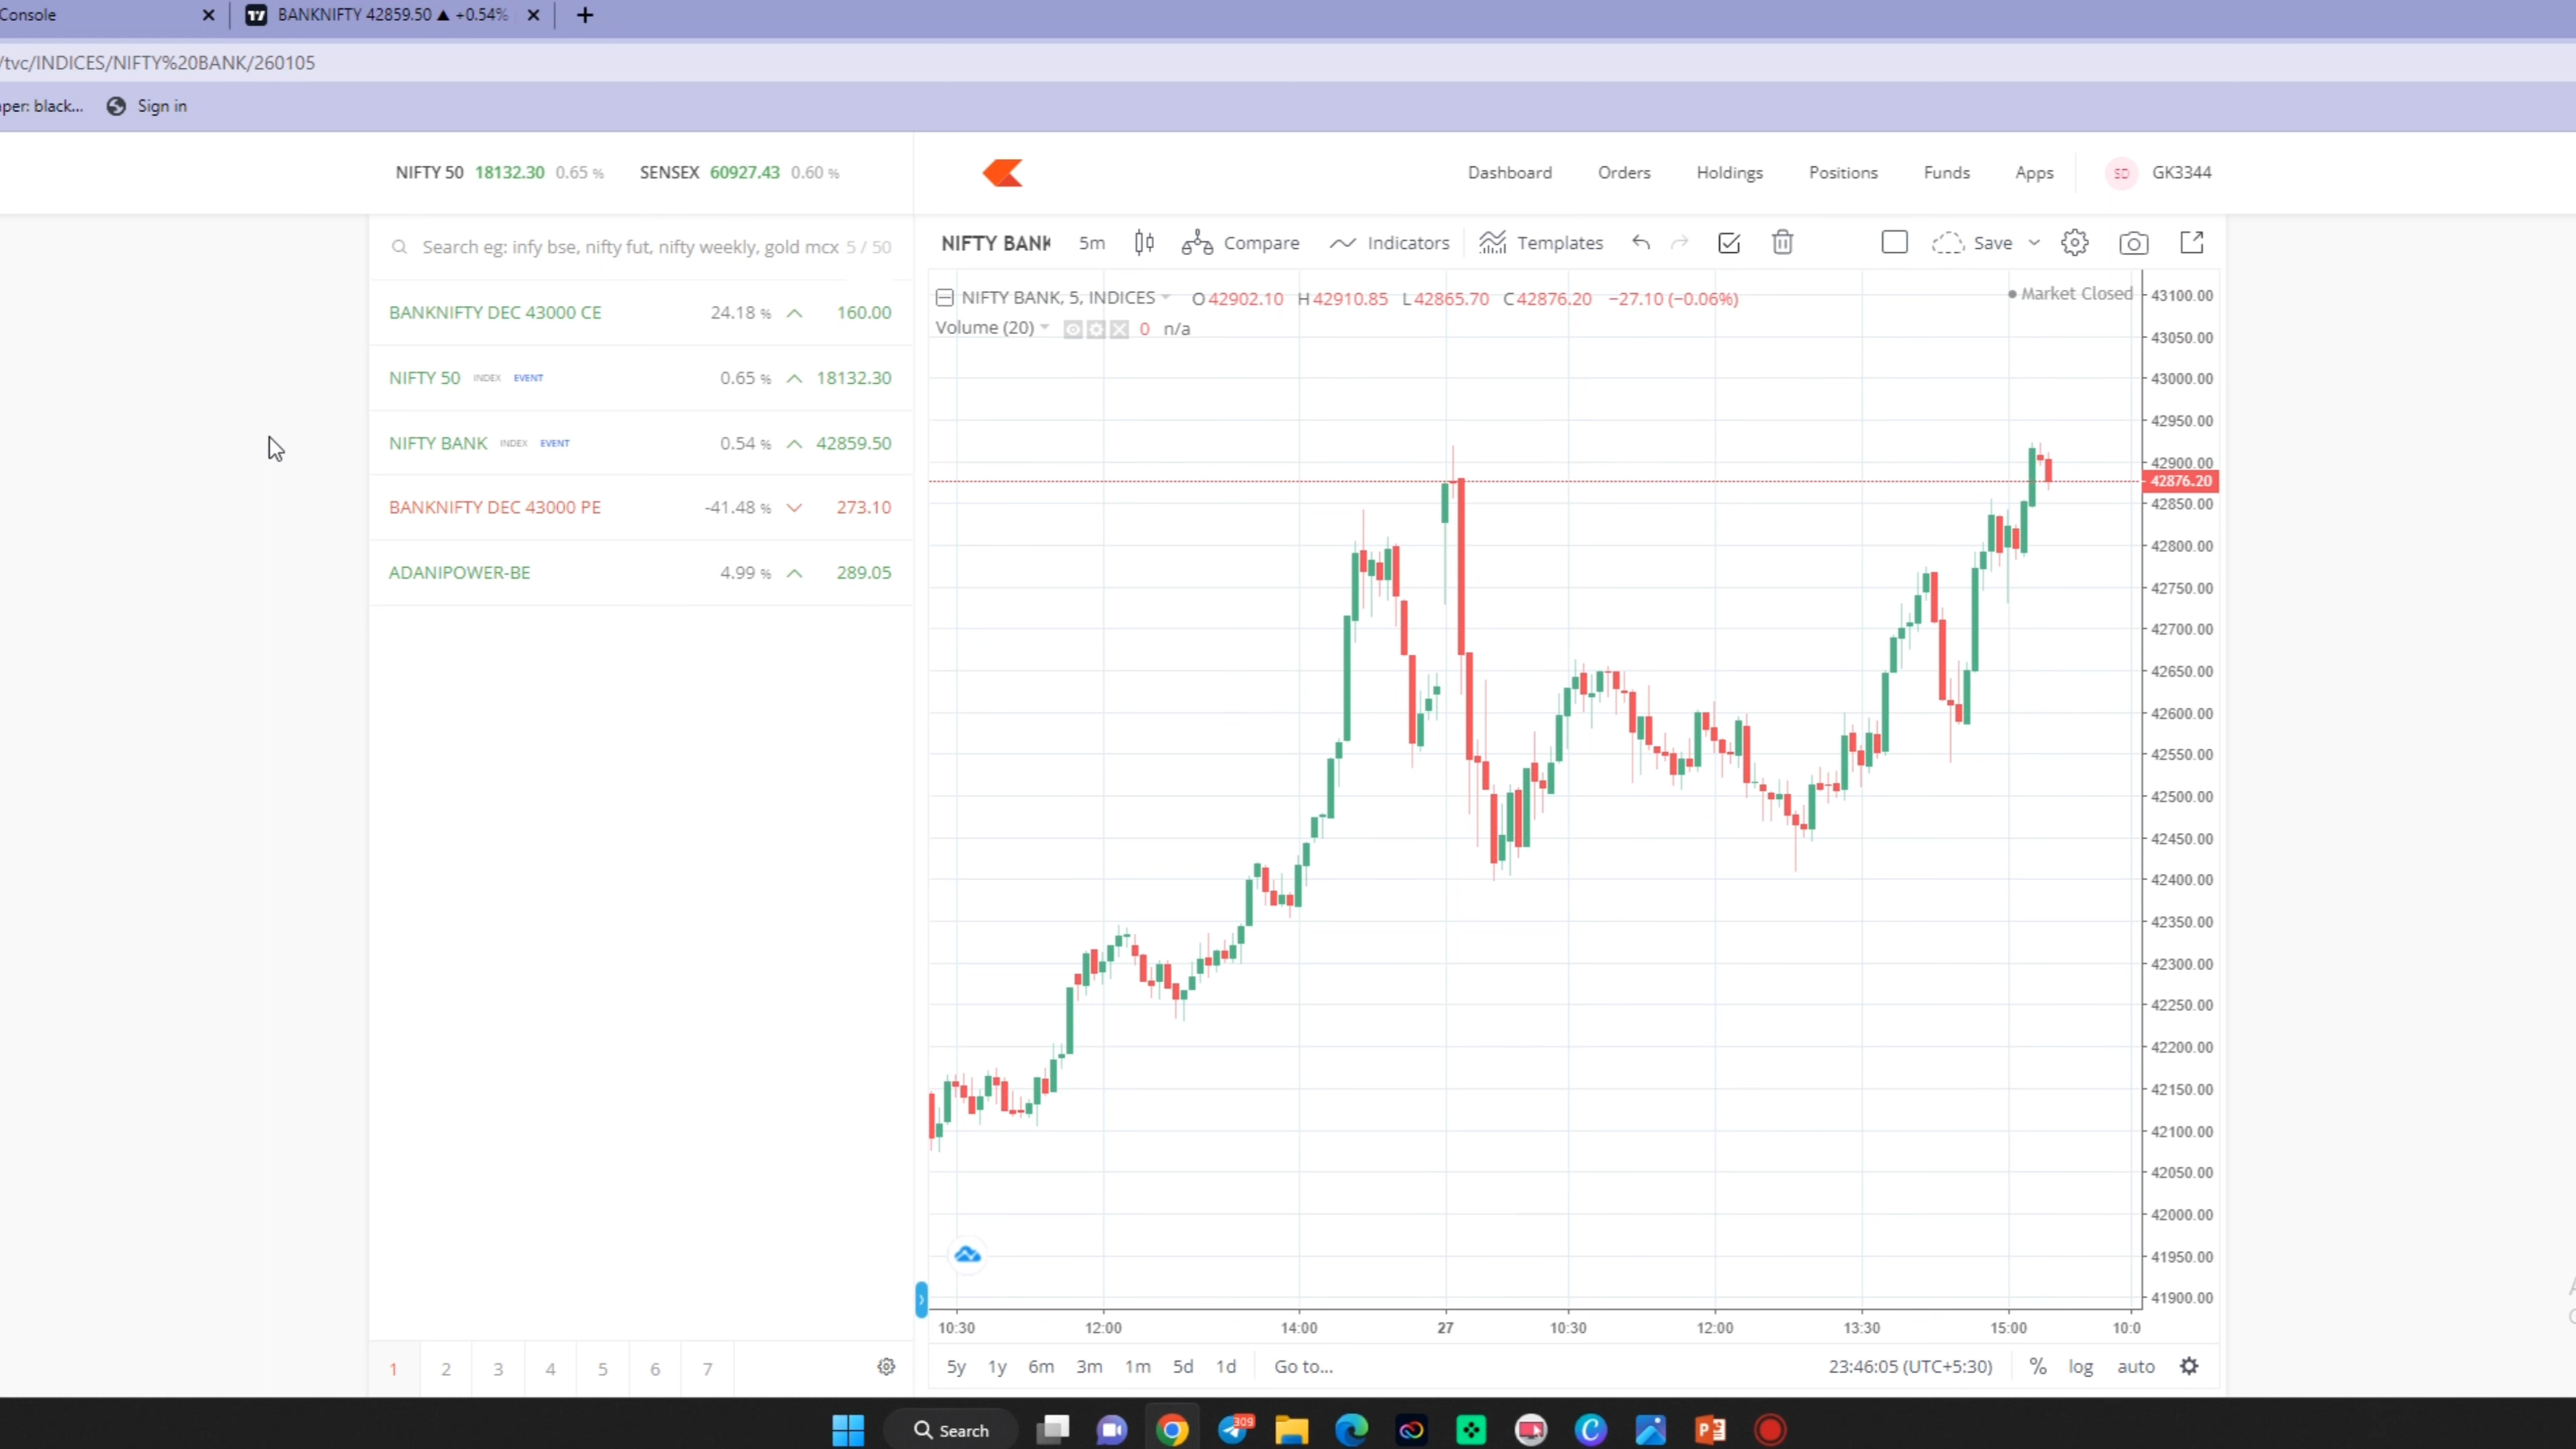 Console
BANKNIFTY 42859.50 ▲ +0.54%
/tvc/INDICES/NIFTY%20BANK/260105
per: black...
Sign in
NIFTY 50 18132.30 0.65 %
SENSEX 60927.43 0.60 %
Dashboard
Orders
Holdings
Positions
Funds
Apps
SD
GK3344
Search eg: infy bse, nifty fut, nifty weekly, gold mcx 5 / 50
BANKNIFTY DEC 43000 CE 24.18 % 160.00
NIFTY 50 INDEX EVENT 0.65 % 18132.30
NIFTY BANK INDEX EVENT 0.54 % 42859.50
BANKNIFTY DEC 43000 PE -41.48 % 273.10
ADANIPOWER-BE 4.99 % 289.05
1 2 3 4 5 6 7
NIFTY BANK 5m Compare Indicators Templates Save
NIFTY BANK, 5, INDICES O42902.10 H42910.85 L42865.70 C42876.20 −27.10 (−0.06%)
Market Closed
Volume (20) 0 n/a
43100.00
43050.00
43000.00
42950.00
42900.00
42876.20
42850.00
42800.00
42750.00
42700.00
42650.00
42600.00
42550.00
42500.00
42450.00
42400.00
42350.00
42300.00
42250.00
42200.00
42150.00
42100.00
42050.00
42000.00
41950.00
41900.00
10:30 12:00 14:00 27 10:30 12:00 13:30 15:00 10:0
5y 1y 6m 3m 1m 5d 1d Go to...
23:46:05 (UTC+5:30) % log auto
Search
309